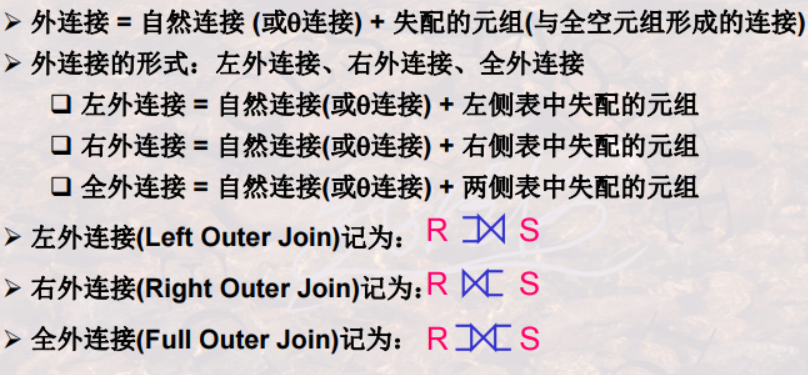 ➢ 外连接 = 自然连接 (或θ连接) + 失配的元组(与全空元组形成的连接)
➢ 外连接的形式：左外连接、右外连接、全外连接
❑ 左外连接 = 自然连接(或θ连接) + 左侧表中失配的元组
❑ 右外连接 = 自然连接(或θ连接) + 右侧表中失配的元组
❑ 全外连接 = 自然连接(或θ连接) + 两侧表中失配的元组
➢ 左外连接(Left Outer Join)记为： R ⟕ S
➢ 右外连接(Right Outer Join)记为：R ⟖ S
➢ 全外连接(Full Outer Join)记为： R ⟗ S